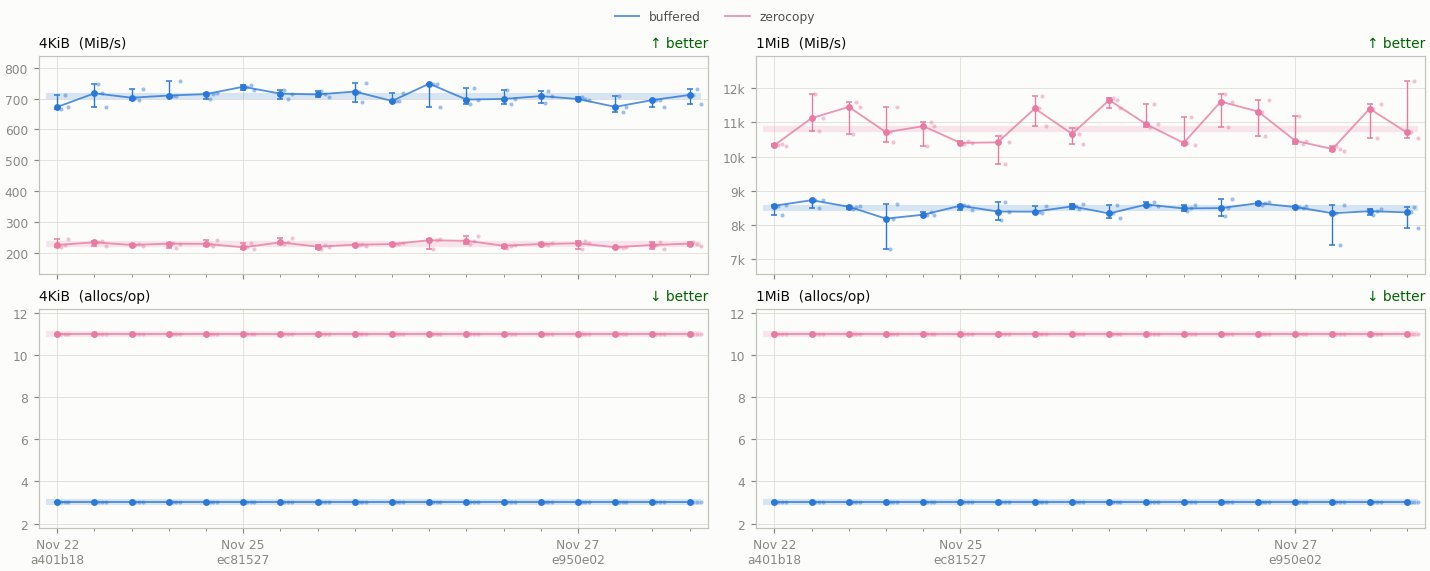 buffered zerocopy
4KiB (MiB/s) ↑ better
800
700
600
500
400
300
200
1MiB (MiB/s) ↑ better
12k
11k
10k
9k
8k
7k
4KiB (allocs/op) ↓ better
12
10
8
6
4
2
Nov 22 Nov 25 Nov 27
a401b18 ec81527 e950e02
1MiB (allocs/op) ↓ better
12
10
8
6
4
2
Nov 22 Nov 25 Nov 27
a401b18 ec81527 e950e02